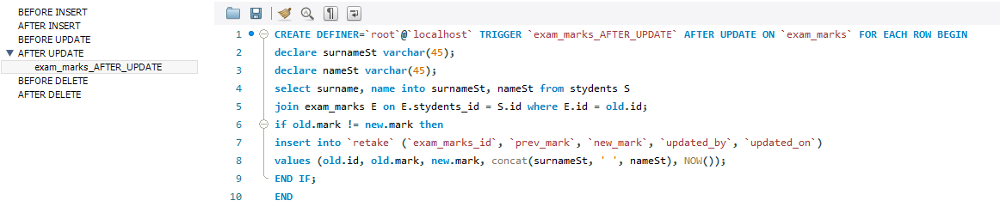 BEFORE INSERT
AFTER INSERT
BEFORE UPDATE
AFTER UPDATE
exam_marks_AFTER_UPDATE
BEFORE DELETE
AFTER DELETE
1 CREATE DEFINER=`root`@`localhost` TRIGGER `exam_marks_AFTER_UPDATE` AFTER UPDATE ON `exam_marks` FOR EACH ROW BEGIN
2 declare surnameSt varchar(45);
3 declare nameSt varchar(45);
4 select surname, name into surnameSt, nameSt from stydents S
5 join exam_marks E on E.stydents_id = S.id where E.id = old.id;
6 if old.mark != new.mark then
7 insert into `retake` (`exam_marks_id`, `prev_mark`, `new_mark`, `updated_by`, `updated_on`)
8 values (old.id, old.mark, new.mark, concat(surnameSt, ' ', nameSt), NOW());
9 END IF;
10 END